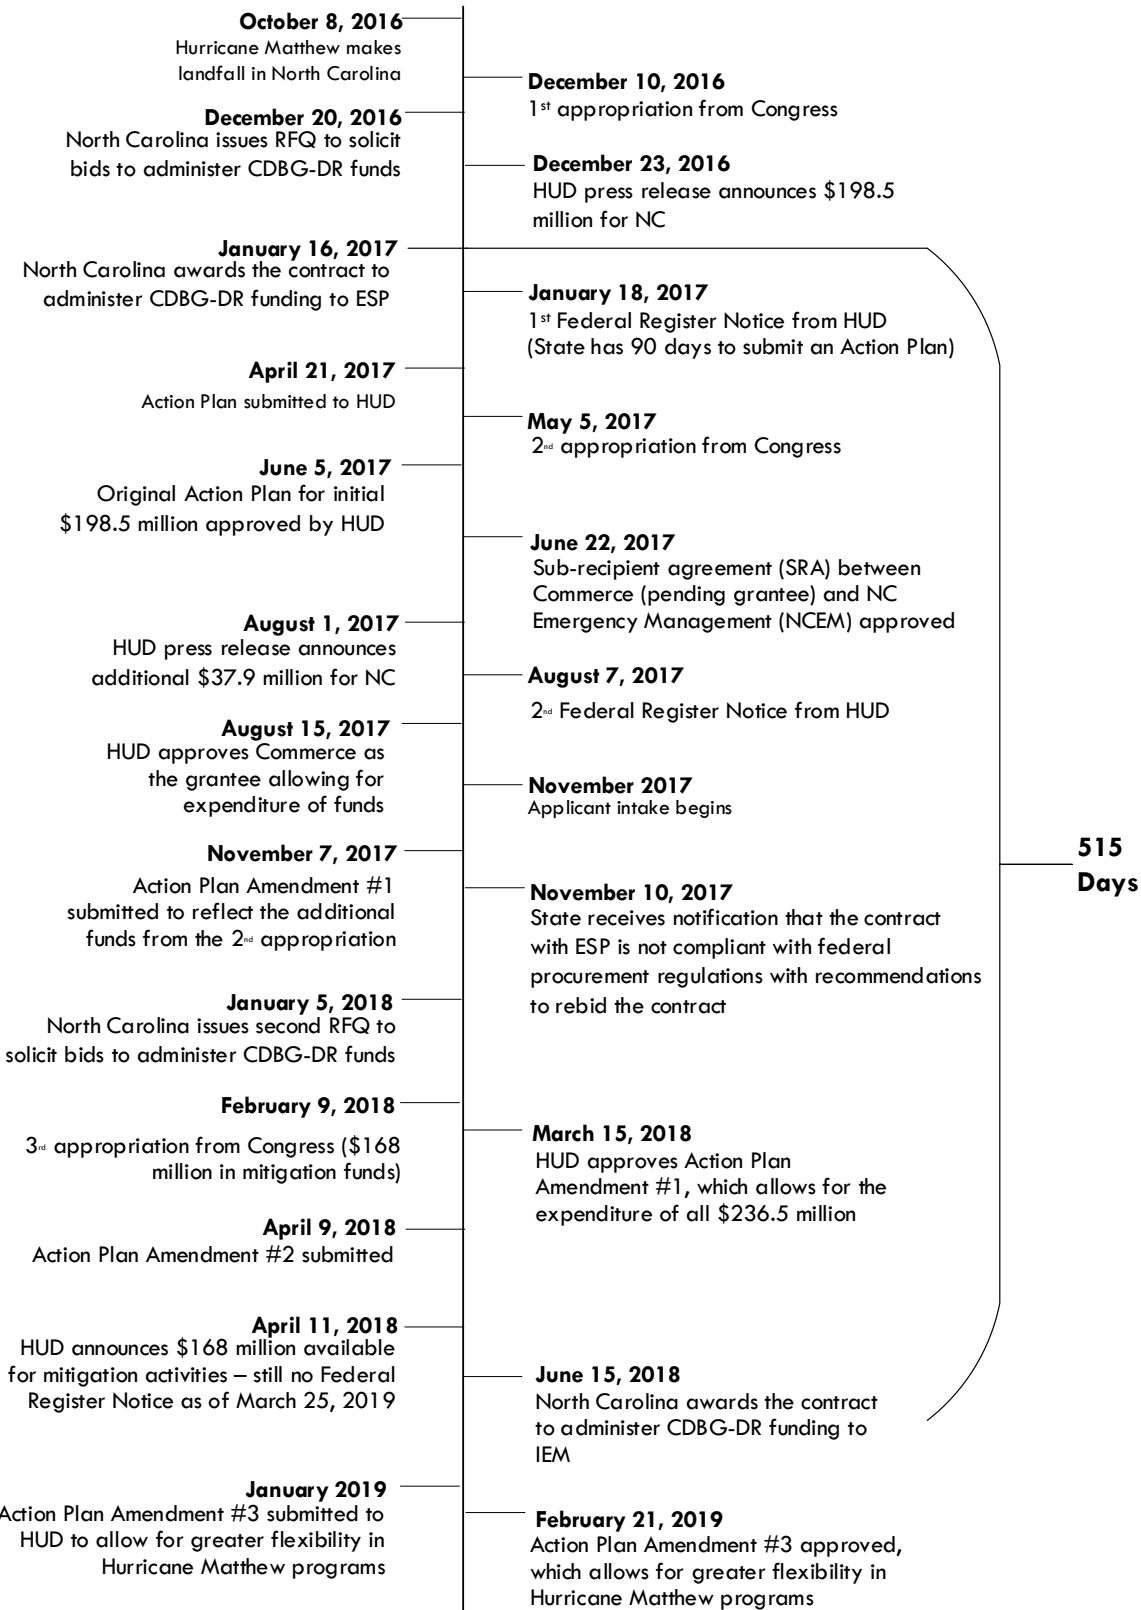 October 8, 2016
Hurricane Matthew makes
landfall in North Carolina
December 10, 2016
1st appropriation from Congress
December 20, 2016
North Carolina issues RFQ to solicit
bids to administer CDBG-DR funds
December 23, 2016
HUD press release announces $198.5
million for NC
January 16, 2017
North Carolina awards the contract to
administer CDBG-DR funding to ESP
January 18, 2017
1st Federal Register Notice from HUD
(State has 90 days to submit an Action Plan)
April 21, 2017
Action Plan submitted to HUD
May 5, 2017
2nd appropriation from Congress
June 5, 2017
Original Action Plan for initial
$198.5 million approved by HUD
June 22, 2017
Sub-recipient agreement (SRA) between
Commerce (pending grantee) and NC
Emergency Management (NCEM) approved
August 1, 2017
HUD press release announces
additional $37.9 million for NC
August 7, 2017
2nd Federal Register Notice from HUD
August 15, 2017
HUD approves Commerce as
the grantee allowing for
expenditure of funds
November 2017
Applicant intake begins
November 7, 2017
Action Plan Amendment #1
submitted to reflect the additional
funds from the 2nd appropriation
515
Days
November 10, 2017
State receives notification that the contract
with ESP is not compliant with federal
procurement regulations with recommendations
to rebid the contract
January 5, 2018
North Carolina issues second RFQ to
solicit bids to administer CDBG-DR funds
February 9, 2018
3rd appropriation from Congress ($168
million in mitigation funds)
March 15, 2018
HUD approves Action Plan
Amendment #1, which allows for the
expenditure of all $236.5 million
April 9, 2018
Action Plan Amendment #2 submitted
April 11, 2018
HUD announces $168 million available
for mitigation activities – still no Federal
Register Notice as of March 25, 2019
June 15, 2018
North Carolina awards the contract
to administer CDBG-DR funding to
IEM
January 2019
Action Plan Amendment #3 submitted to
HUD to allow for greater flexibility in
Hurricane Matthew programs
February 21, 2019
Action Plan Amendment #3 approved,
which allows for greater flexibility in
Hurricane Matthew programs